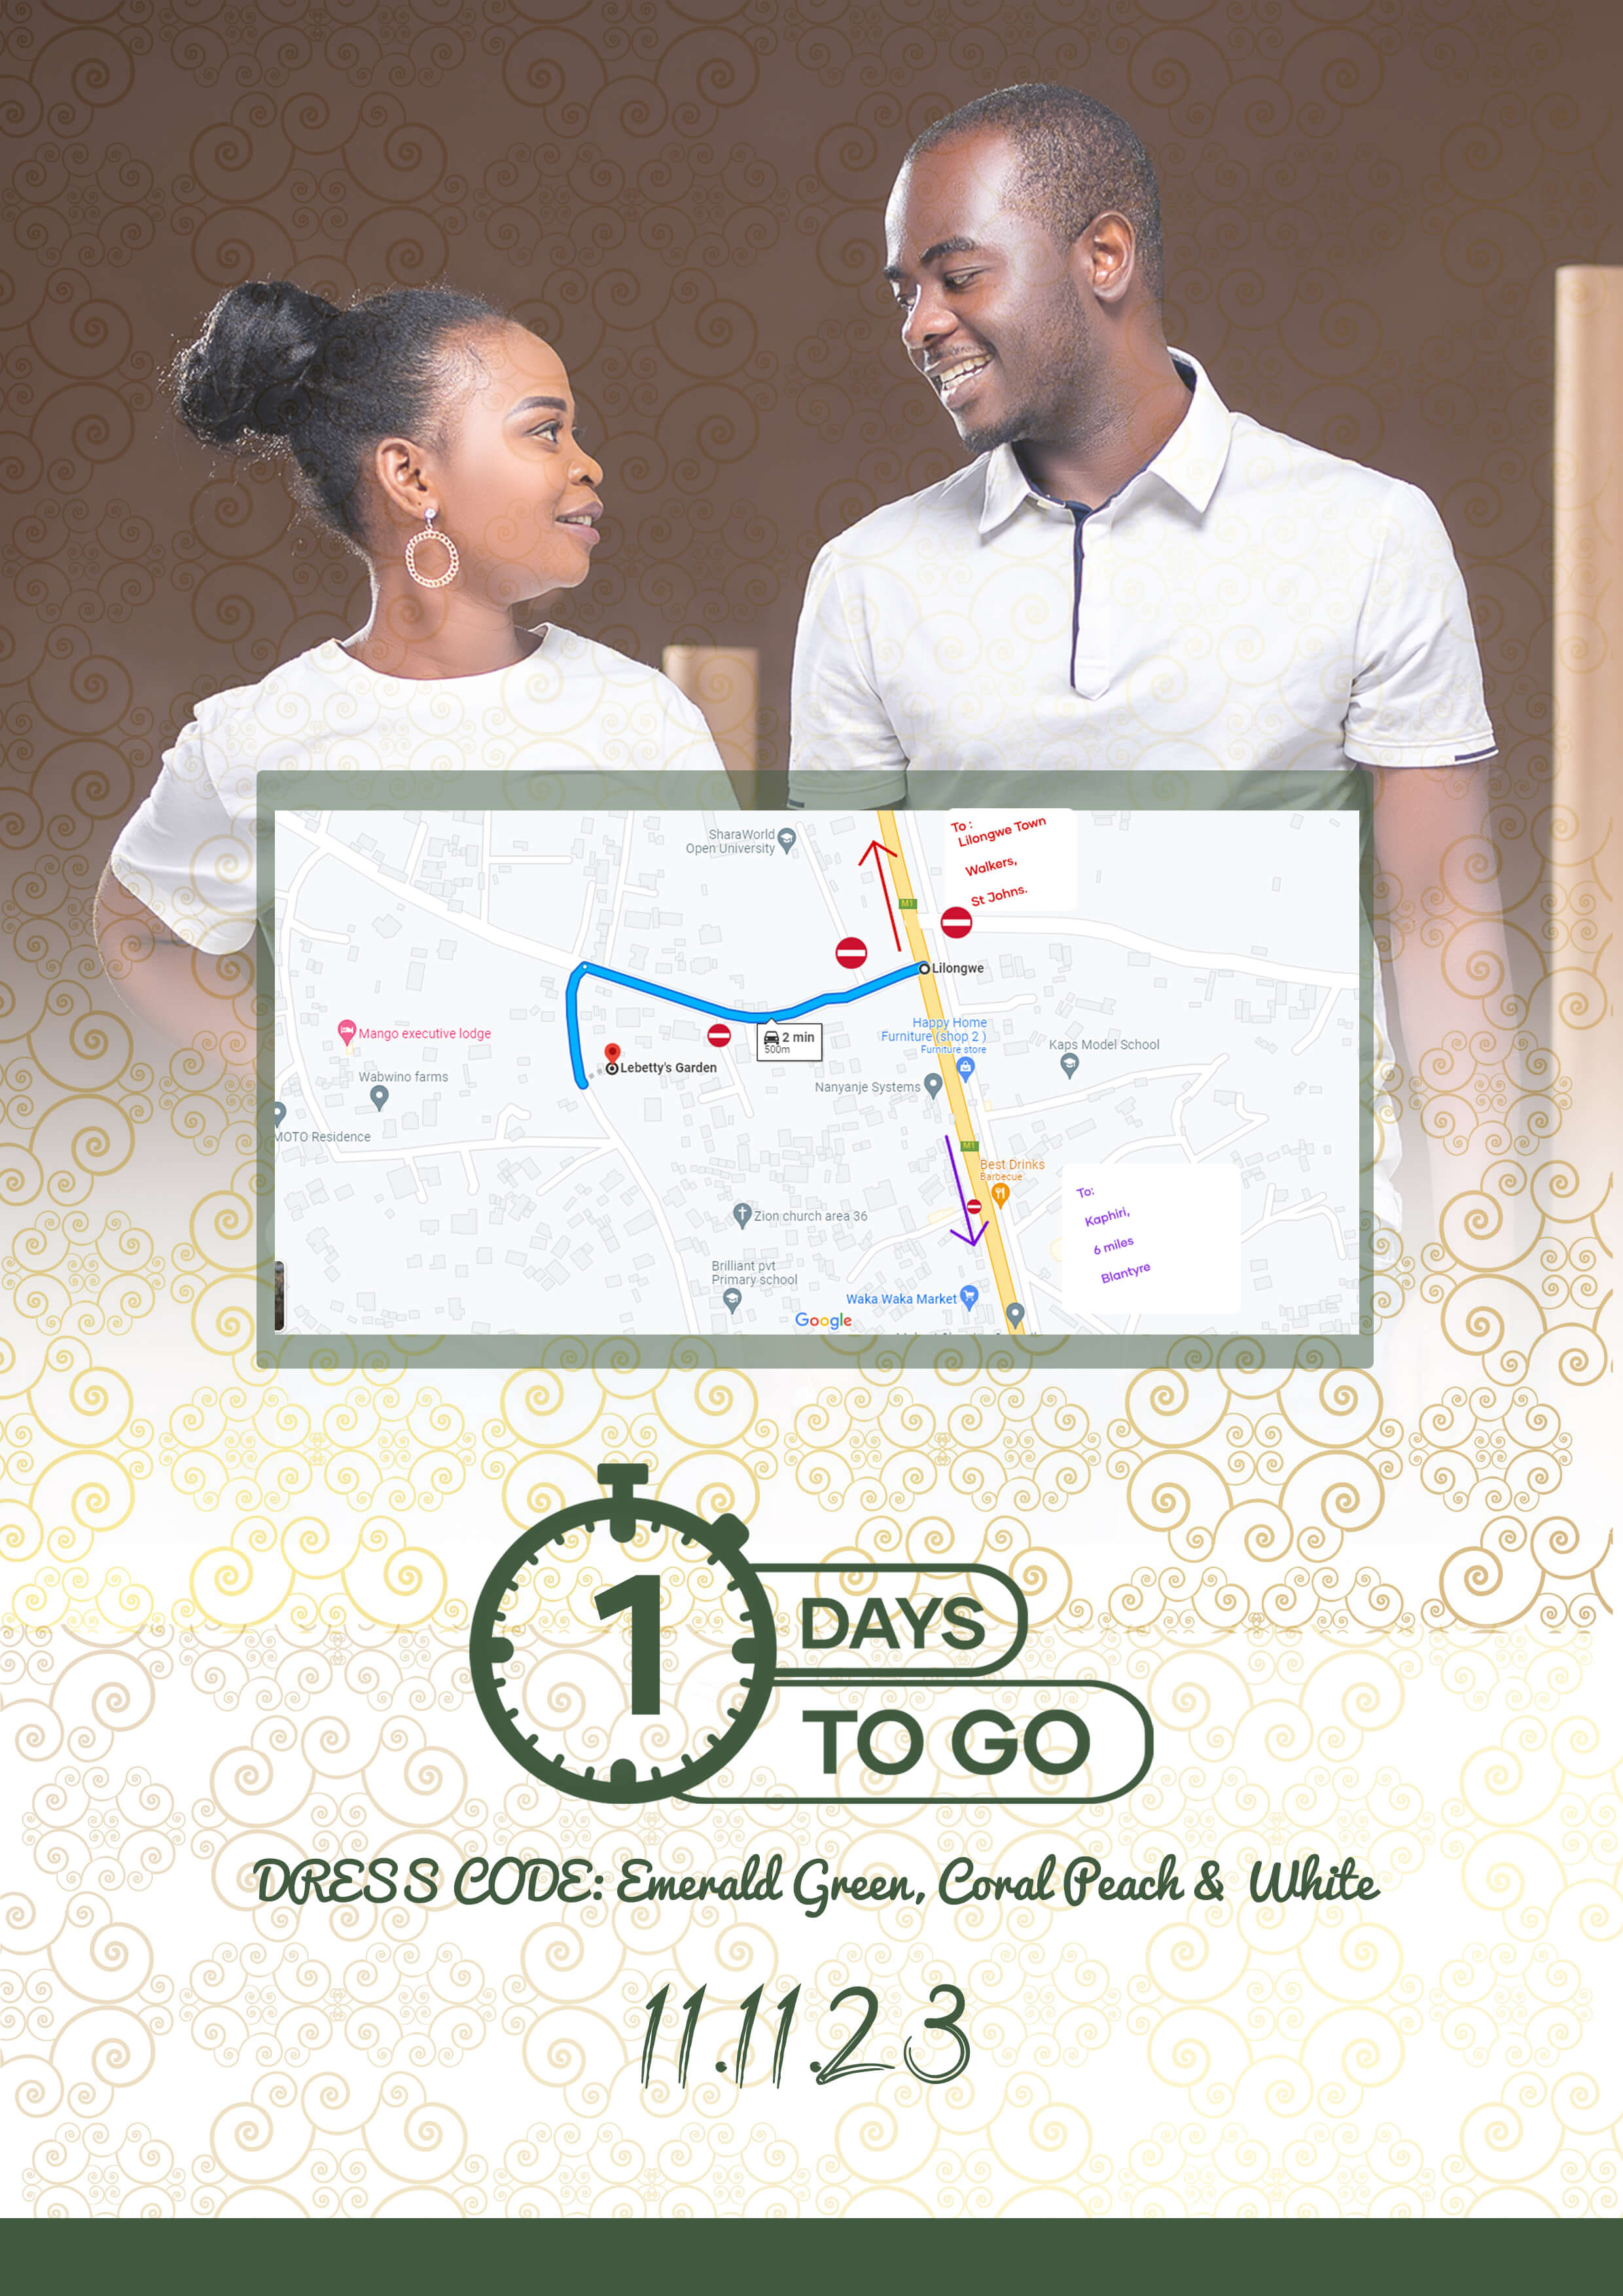 SharaWorld
Open University
To :
Lilongwe Town
Walkers,
St Johns.
M1
Lilongwe
Mango executive lodge
2 min
500m
Happy Home
Furniture (shop 2 )
Furniture store
Kaps Model School
Lebetty's Garden
Wabwino farms
Nanyanje Systems
MOTO Residence
M1
Best Drinks
Barbecue
To:
Kaphiri,
6 miles
Blantyre
Zion church area 36
Brilliant pvt
Primary school
Waka Waka Market
Google
1
DAYS
TO GO
DRESS CODE: Emerald Green, Coral Peach & White
11.11.23